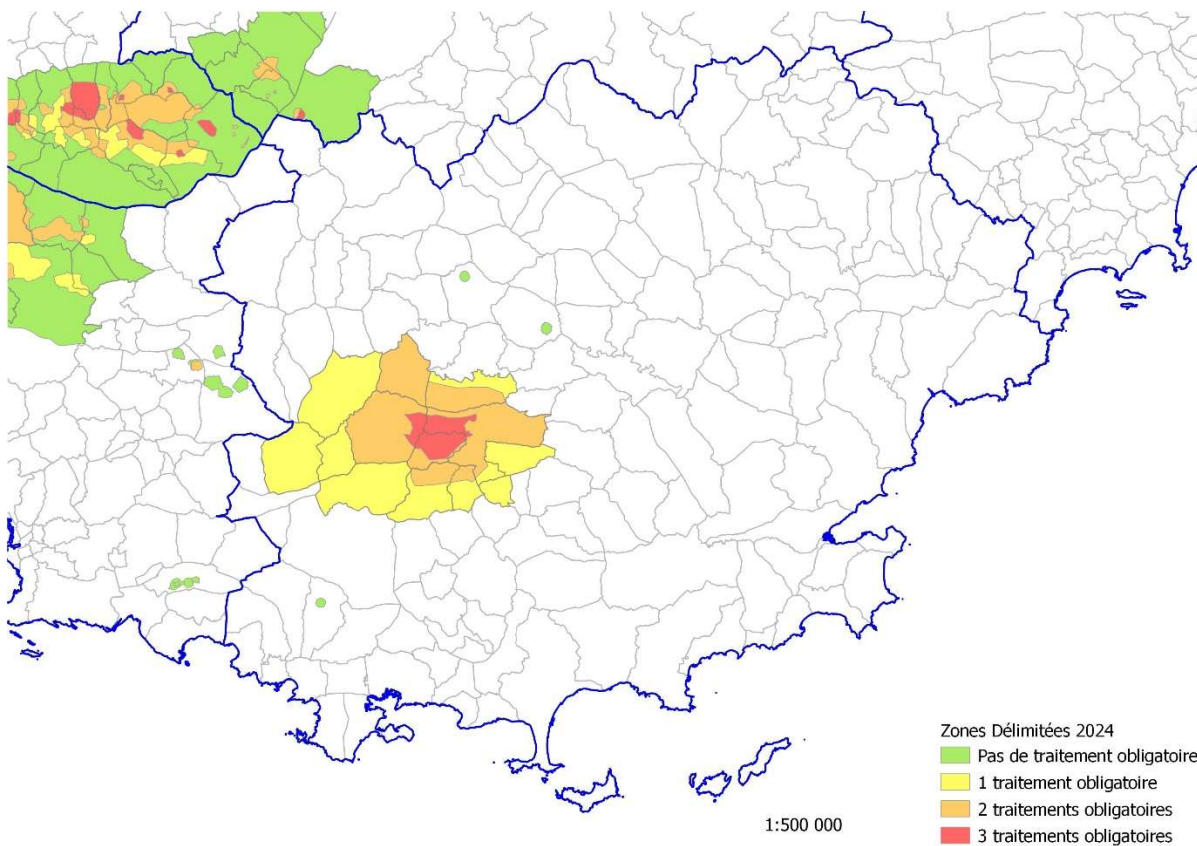 Zones Délimitées 2024
Pas de traitement obligatoire
1 traitement obligatoire
2 traitements obligatoires
3 traitements obligatoires
1:500 000